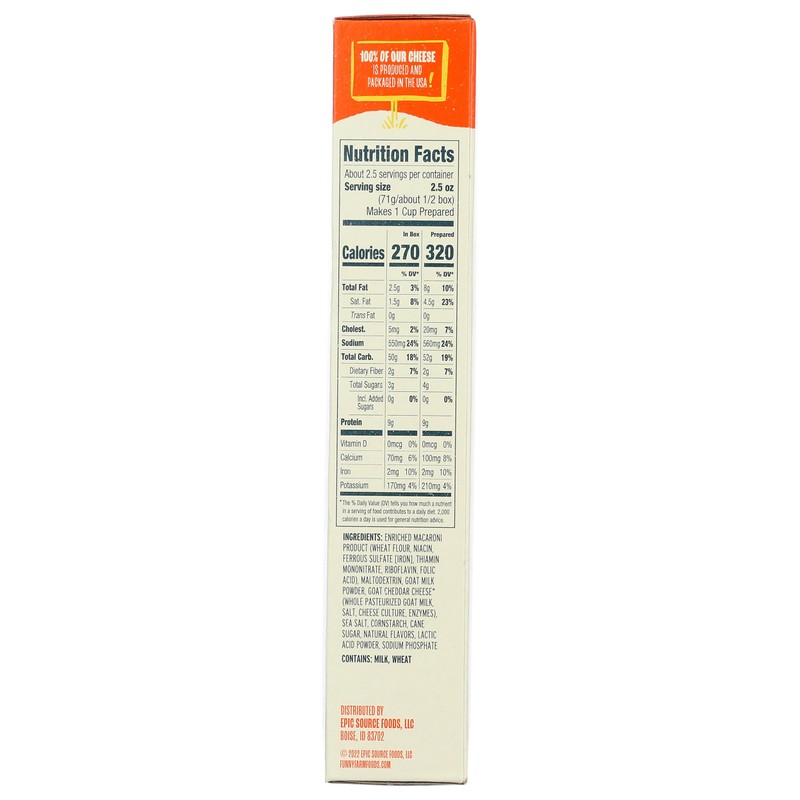 100% OF OUR CHEESE
IS PRODUCED AND
PACKAGED IN THE USA!
Nutrition Facts
About 2.5 servings per container
Serving size 2.5 oz
(71g/about 1/2 box)
Makes 1 Cup Prepared
In Box Prepared
Calories 270 320
% DV* % DV*
Total Fat 2.5g 3% 8g 10%
Sat. Fat 1.5g 8% 4.5g 23%
Trans Fat 0g 0g
Cholest. 5mg 2% 20mg 7%
Sodium 550mg 24% 560mg 24%
Total Carb. 50g 18% 52g 19%
Dietary Fiber 2g 7% 2g 7%
Total Sugars 3g 4g
Incl. Added 0g 0% 0g 0%
Sugars
Protein 9g 9g
Vitamin D 0mcg 0% 0mcg 0%
Calcium 70mg 6% 100mg 8%
Iron 2mg 10% 2mg 10%
Potassium 170mg 4% 210mg 4%
*The % Daily Value (DV) tells you how much a nutrient
in a serving of food contributes to a daily diet. 2,000
calories a day is used for general nutrition advice.
INGREDIENTS: ENRICHED MACARONI
PRODUCT (WHEAT FLOUR, NIACIN,
FERROUS SULFATE [IRON], THIAMIN
MONONITRATE, RIBOFLAVIN, FOLIC
ACID), MALTODEXTRIN, GOAT MILK
POWDER, GOAT CHEDDAR CHEESE*
(WHOLE PASTEURIZED GOAT MILK,
SALT, CHEESE CULTURE, ENZYMES),
SEA SALT, CORNSTARCH, CANE
SUGAR, NATURAL FLAVORS, LACTIC
ACID POWDER, SODIUM PHOSPHATE
CONTAINS: MILK, WHEAT
DISTRIBUTED BY
EPIC SOURCE FOODS, LLC
BOISE, ID 83702
© 2022 EPIC SOURCE FOODS, LLC
FUNNYFARMFOODS.COM